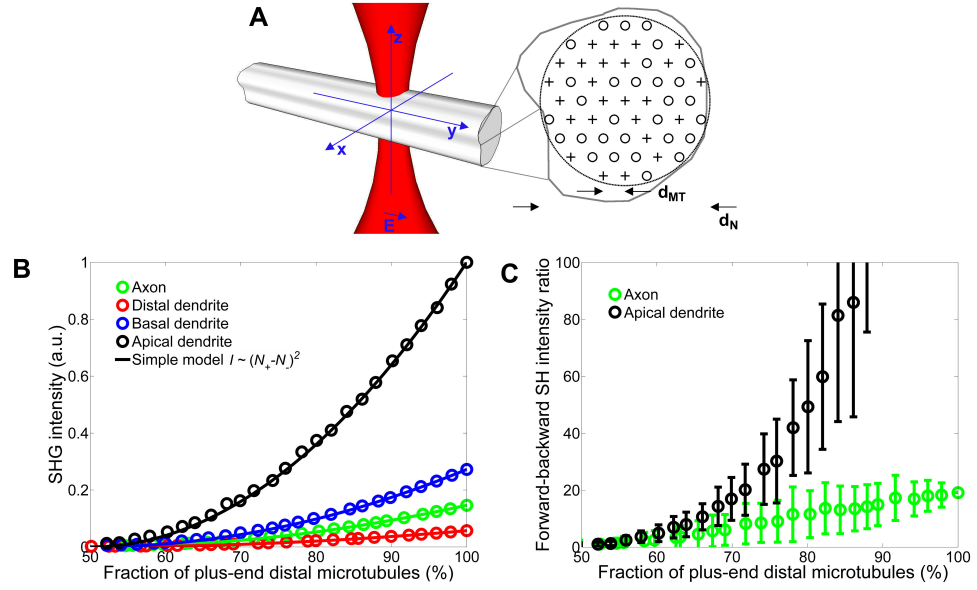 A
z
y
x
E
d_MT
d_N
B
SHG intensity (a.u.)
1
0.8
0.6
0.4
0.2
0
Axon
Distal dendrite
Basal dendrite
Apical dendrite
Simple model I ~ (N₊-N₋)²
50 60 70 80 90 100
Fraction of plus-end distal microtubules (%)
C
Forward-backward SH intensity ratio
100
80
60
40
20
0
Axon
Apical dendrite
50 60 70 80 90 100
Fraction of plus-end distal microtubules (%)